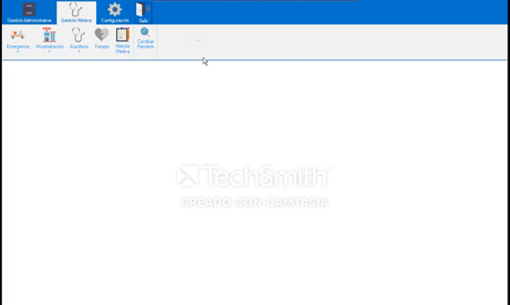 Gestión Administrativa Gestión Médica Configuración Salir
Emergencia Hospitalización Escritorio Terapia Historia Médica Cambiar Paciente
TechSmith
CREADO CON CAMTASIA